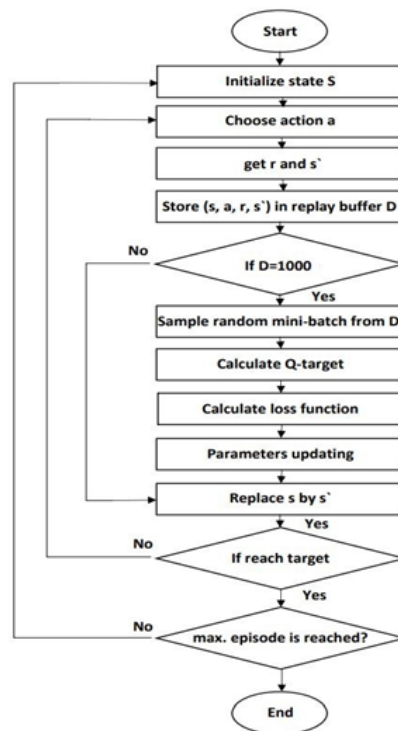 Start
Initialize state S
Choose action a
get r and s`
Store (s, a, r, s`) in replay buffer D
No
If D=1000
Yes
Sample random mini-batch from D
Calculate Q-target
Calculate loss function
Parameters updating
Replace s by s`
Yes
No
If reach target
Yes
No
max. episode is reached?
End